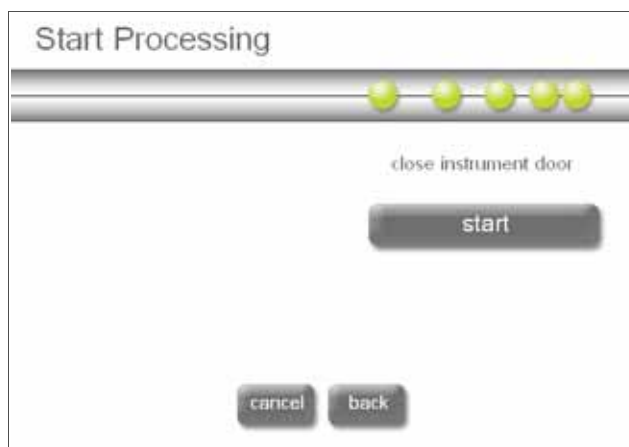 Start Processing
close instrument door
start
cancel back